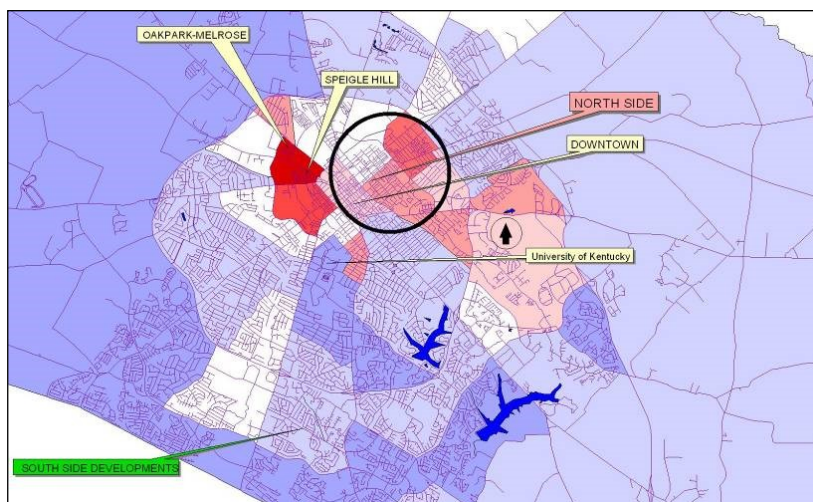 OAKPARK-MELROSE
SPEIGLE HILL
NORTH SIDE
DOWNTOWN
University of Kentucky
SOUTH SIDE DEVELOPMENTS